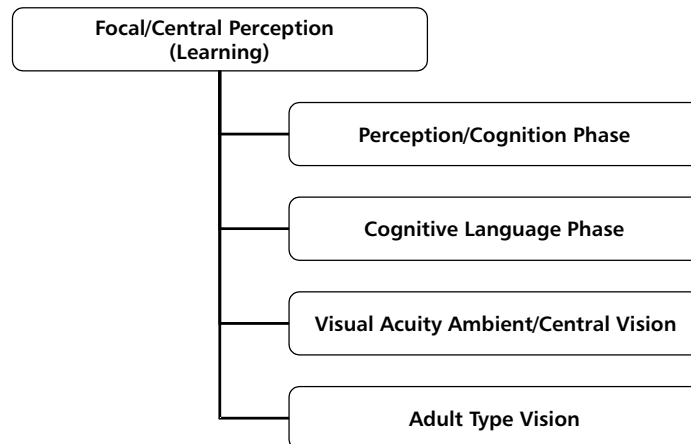 Focal/Central Perception
(Learning)
Perception/Cognition Phase
Cognitive Language Phase
Visual Acuity Ambient/Central Vision
Adult Type Vision